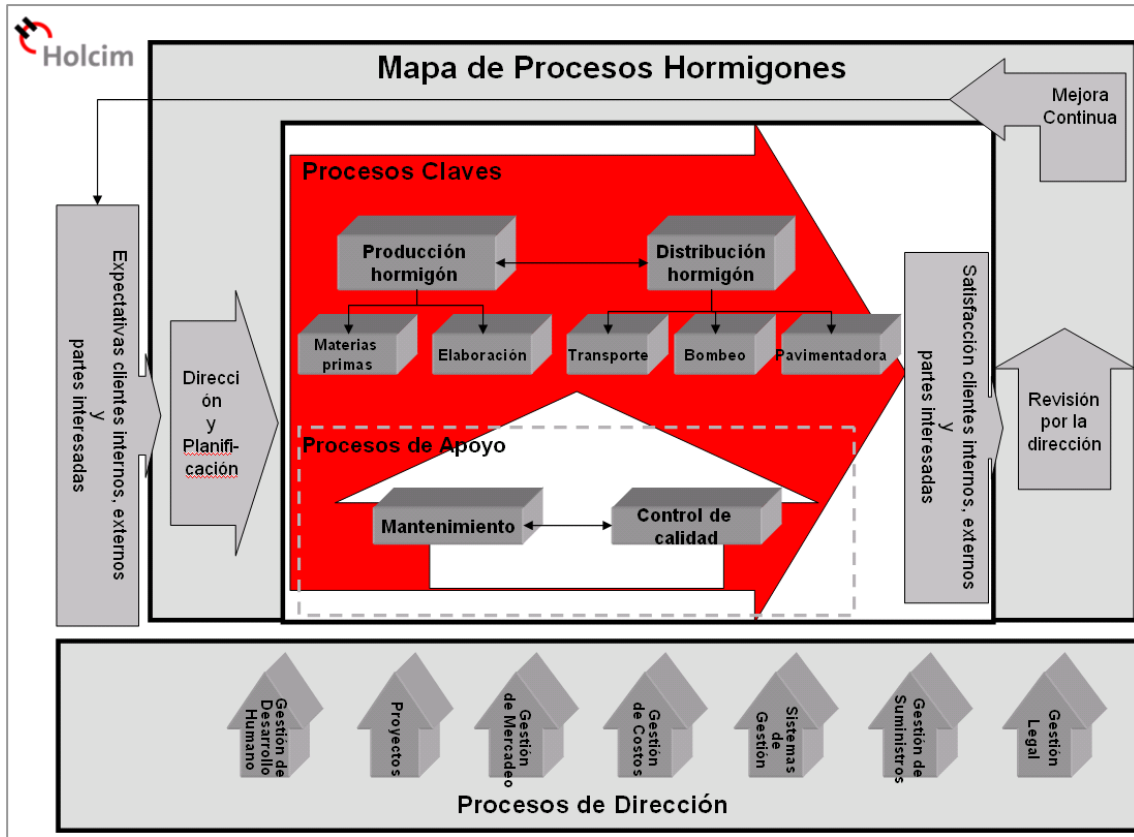 Holcim
Mapa de Procesos Hormigones
Mejora
Continua
Procesos Claves
Producción
hormigón
Distribución
hormigón
Materias
primas
Elaboración
Transporte
Bombeo
Pavimentadora
Expectativas clientes internos, externos
y
partes interesadas
Direcci
ón
y
Planifi-
cación
Procesos de Apoyo
Mantenimiento
Control de
calidad
Satisfacción clientes internos, externos
y
partes interesadas
Revisión
por la
dirección
Gestión de
Desarrollo
Humano
Proyectos
Gestión
de Mercadeo
Gestión
de Costos
Sistemas
de
Gestión
Gestión de
Suministros
Gestión
Legal
Procesos de Dirección